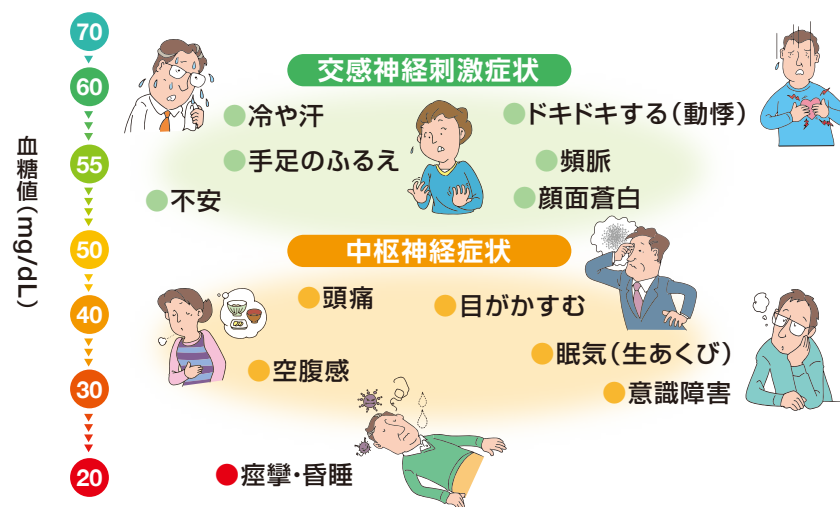 血糖値(mg/dL)
70
60
55
50
40
30
20
交感神経刺激症状
冷や汗
ドキドキする(動悸)
手足のふるえ
頻脈
不安
顔面蒼白
中枢神経症状
頭痛
目がかすむ
眠気(生あくび)
空腹感
意識障害
痙攣・昏睡